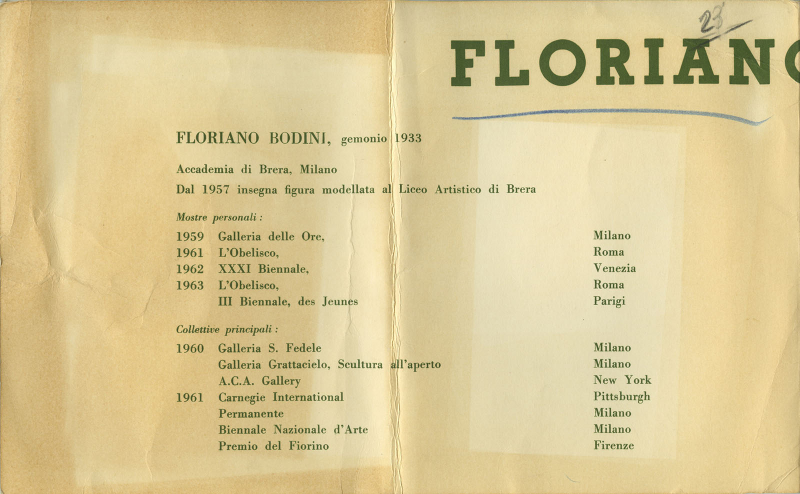 23
FLORIANO
FLORIANO BODINI, gemonio 1933
Accademia di Brera, Milano
Dal 1957 insegna figura modellata al Liceo Artistico di Brera
Mostre personali :
1959 Galleria delle Ore, Milano
1961 L'Obelisco, Roma
1962 XXXI Biennale, Venezia
1963 L'Obelisco, Roma
III Biennale, des Jeunes Parigi
Collettive principali :
1960 Galleria S. Fedele Milano
Galleria Grattacielo, Scultura all'aperto Milano
A.C.A. Gallery New York
1961 Carnegie International Pittsburgh
Permanente Milano
Biennale Nazionale d'Arte Milano
Premio del Fiorino Firenze